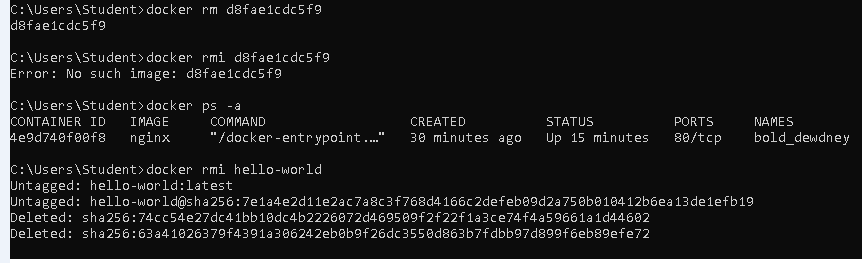 C:\Users\Student>docker rm d8fae1cdc5f9
d8fae1cdc5f9
C:\Users\Student>docker rmi d8fae1cdc5f9
Error: No such image: d8fae1cdc5f9
C:\Users\Student>docker ps -a
CONTAINER ID   IMAGE     COMMAND                  CREATED          STATUS          PORTS     NAMES
4e9d740f00f8   nginx     "/docker-entrypoint.…"   30 minutes ago   Up 15 minutes   80/tcp    bold_dewdney
C:\Users\Student>docker rmi hello-world
Untagged: hello-world:latest
Untagged: hello-world@sha256:7e1a4e2d11e2ac7a8c3f768d4166c2defeb09d2a750b010412b6ea13de1efb19
Deleted: sha256:74cc54e27dc41bb10dc4b2226072d469509f2f22f1a3ce74f4a59661a1d44602
Deleted: sha256:63a41026379f4391a306242eb0b9f26dc3550d863b7fdbb97d899f6eb89efe72